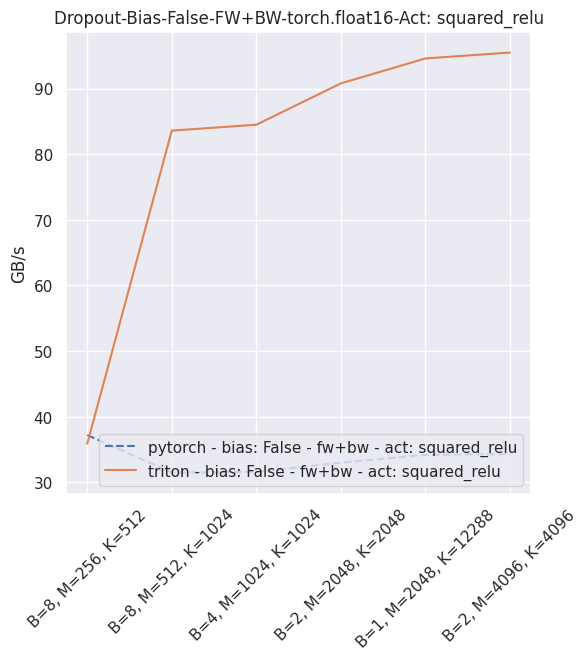 Dropout-Bias-False-FW+BW-torch.float16-Act: squared_relu
GB/s
90
80
70
60
50
40
30
pytorch - bias: False - fw+bw - act: squared_relu
triton - bias: False - fw+bw - act: squared_relu
B=8, M=256, K=512
B=8, M=512, K=1024
B=4, M=1024, K=1024
B=2, M=2048, K=2048
B=1, M=2048, K=12288
B=2, M=4096, K=4096